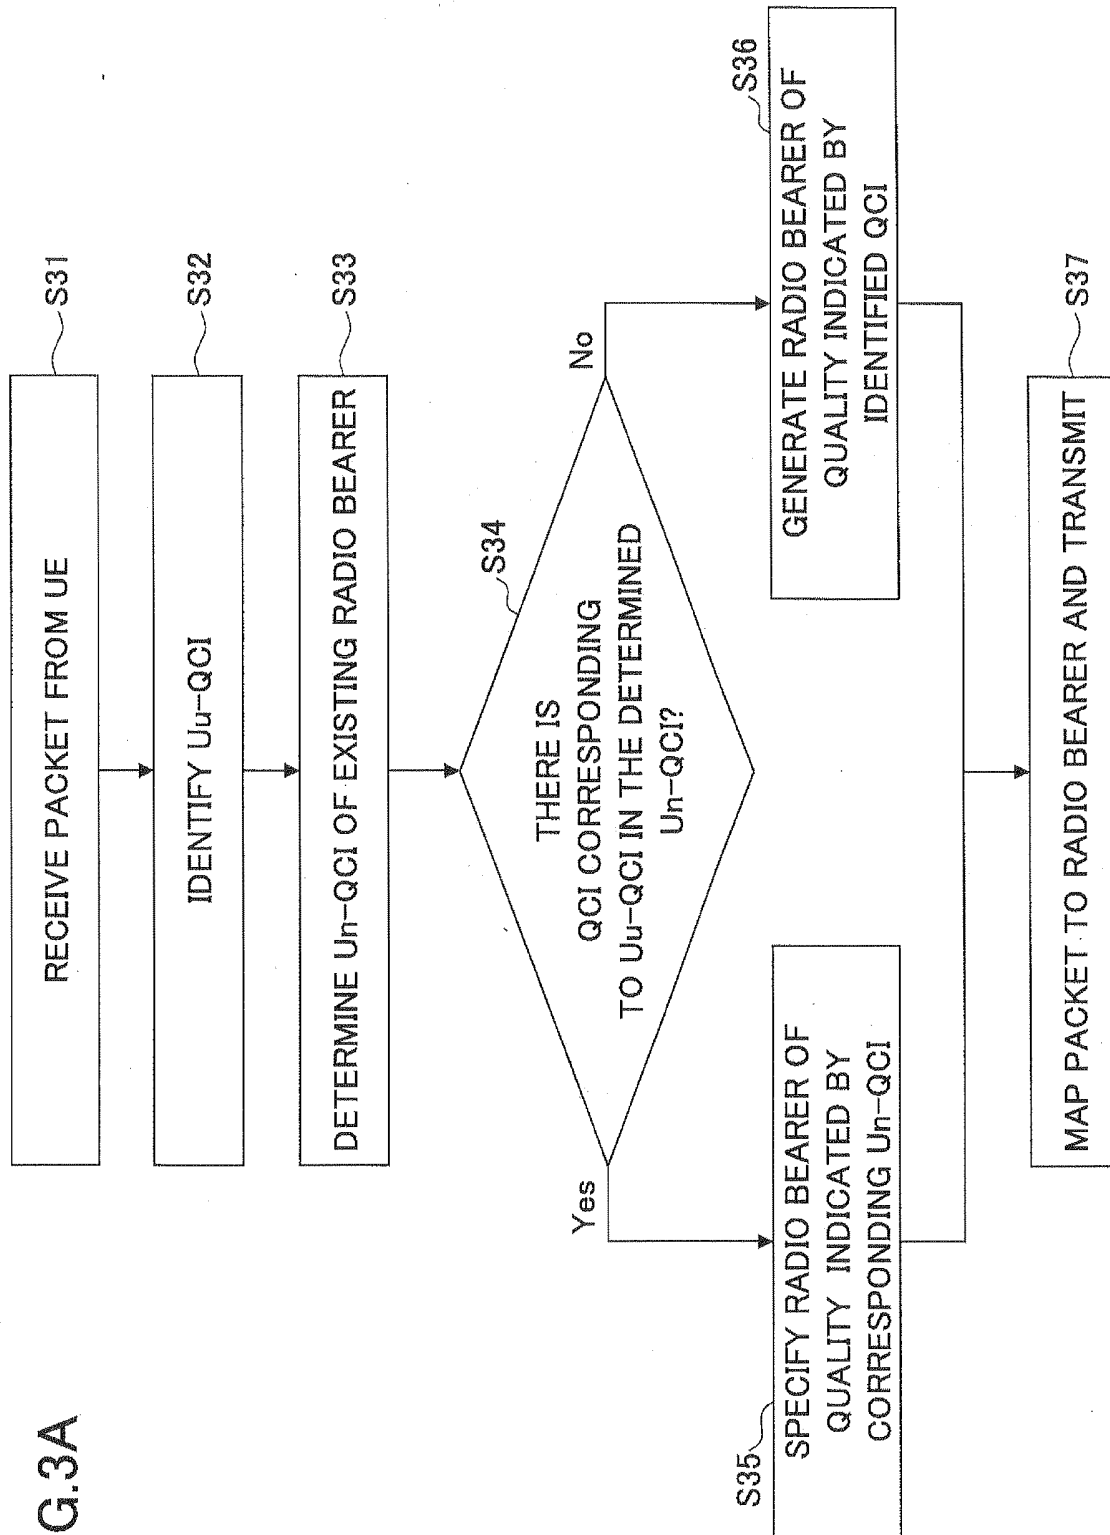 G.3A
RECEIVE PACKET FROM UE
S31
IDENTIFY Uu-QCI
S32
DETERMINE Un-QCI OF EXISTING RADIO BEARER
S33
THERE IS
QCI CORRESPONDING
TO Uu-QCI IN THE DETERMINED
Un-QCI?
S34
Yes
No
SPECIFY RADIO BEARER OF
QUALITY INDICATED BY
CORRESPONDING Un-QCI
S35
GENERATE RADIO BEARER OF
QUALITY INDICATED BY
IDENTIFIED QCI
S36
MAP PACKET TO RADIO BEARER AND TRANSMIT
S37